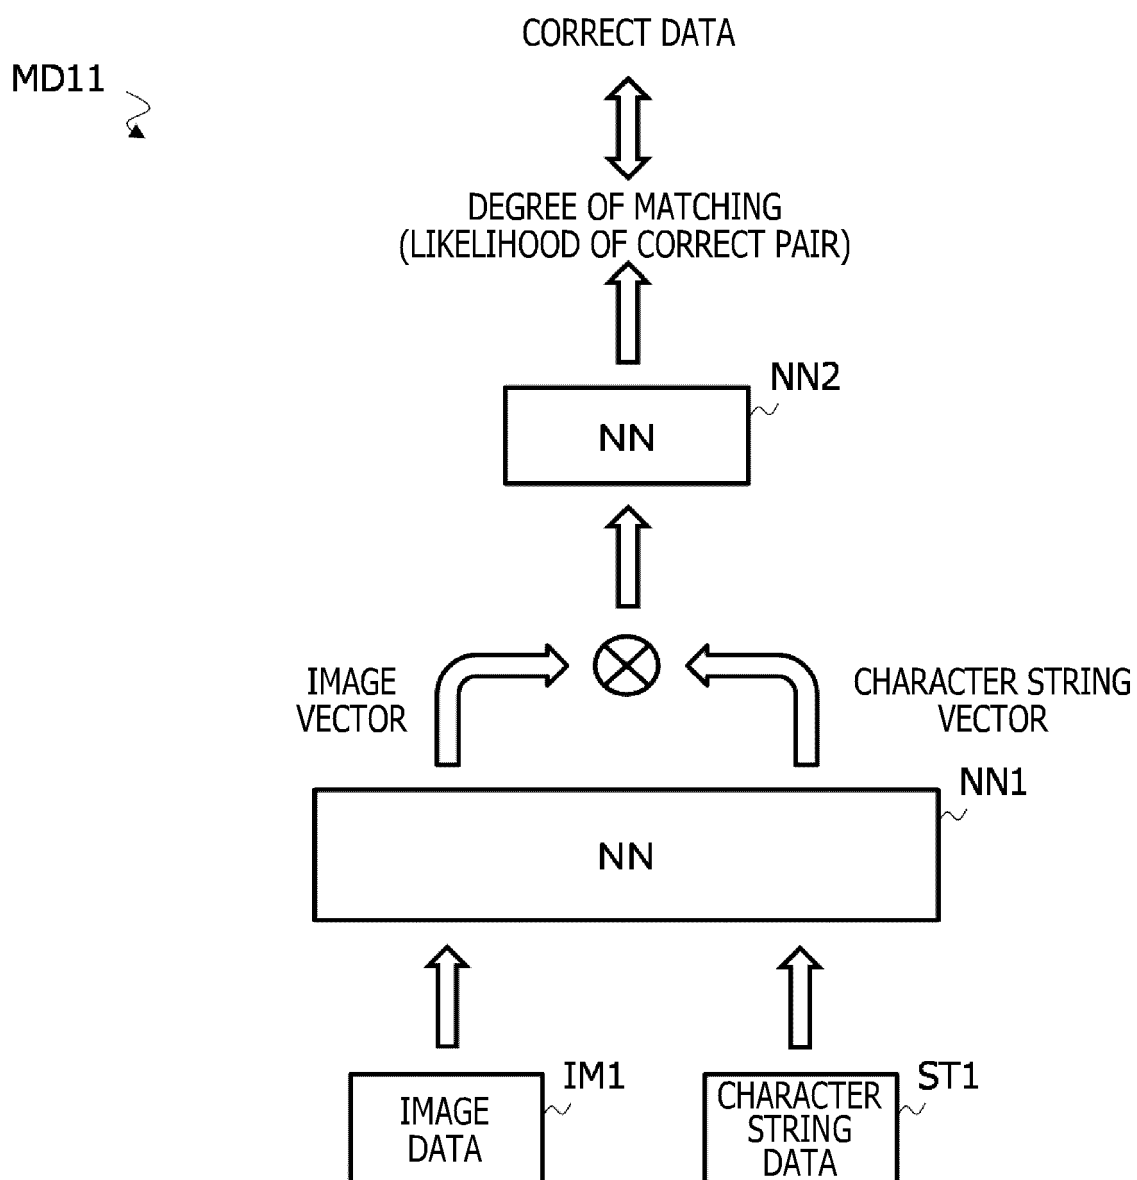 CORRECT DATA
MD11
DEGREE OF MATCHING
(LIKELIHOOD OF CORRECT PAIR)
NN2
NN
IMAGE
VECTOR
CHARACTER STRING
VECTOR
NN1
NN
IM1
ST1
IMAGE
DATA
CHARACTER
STRING
DATA